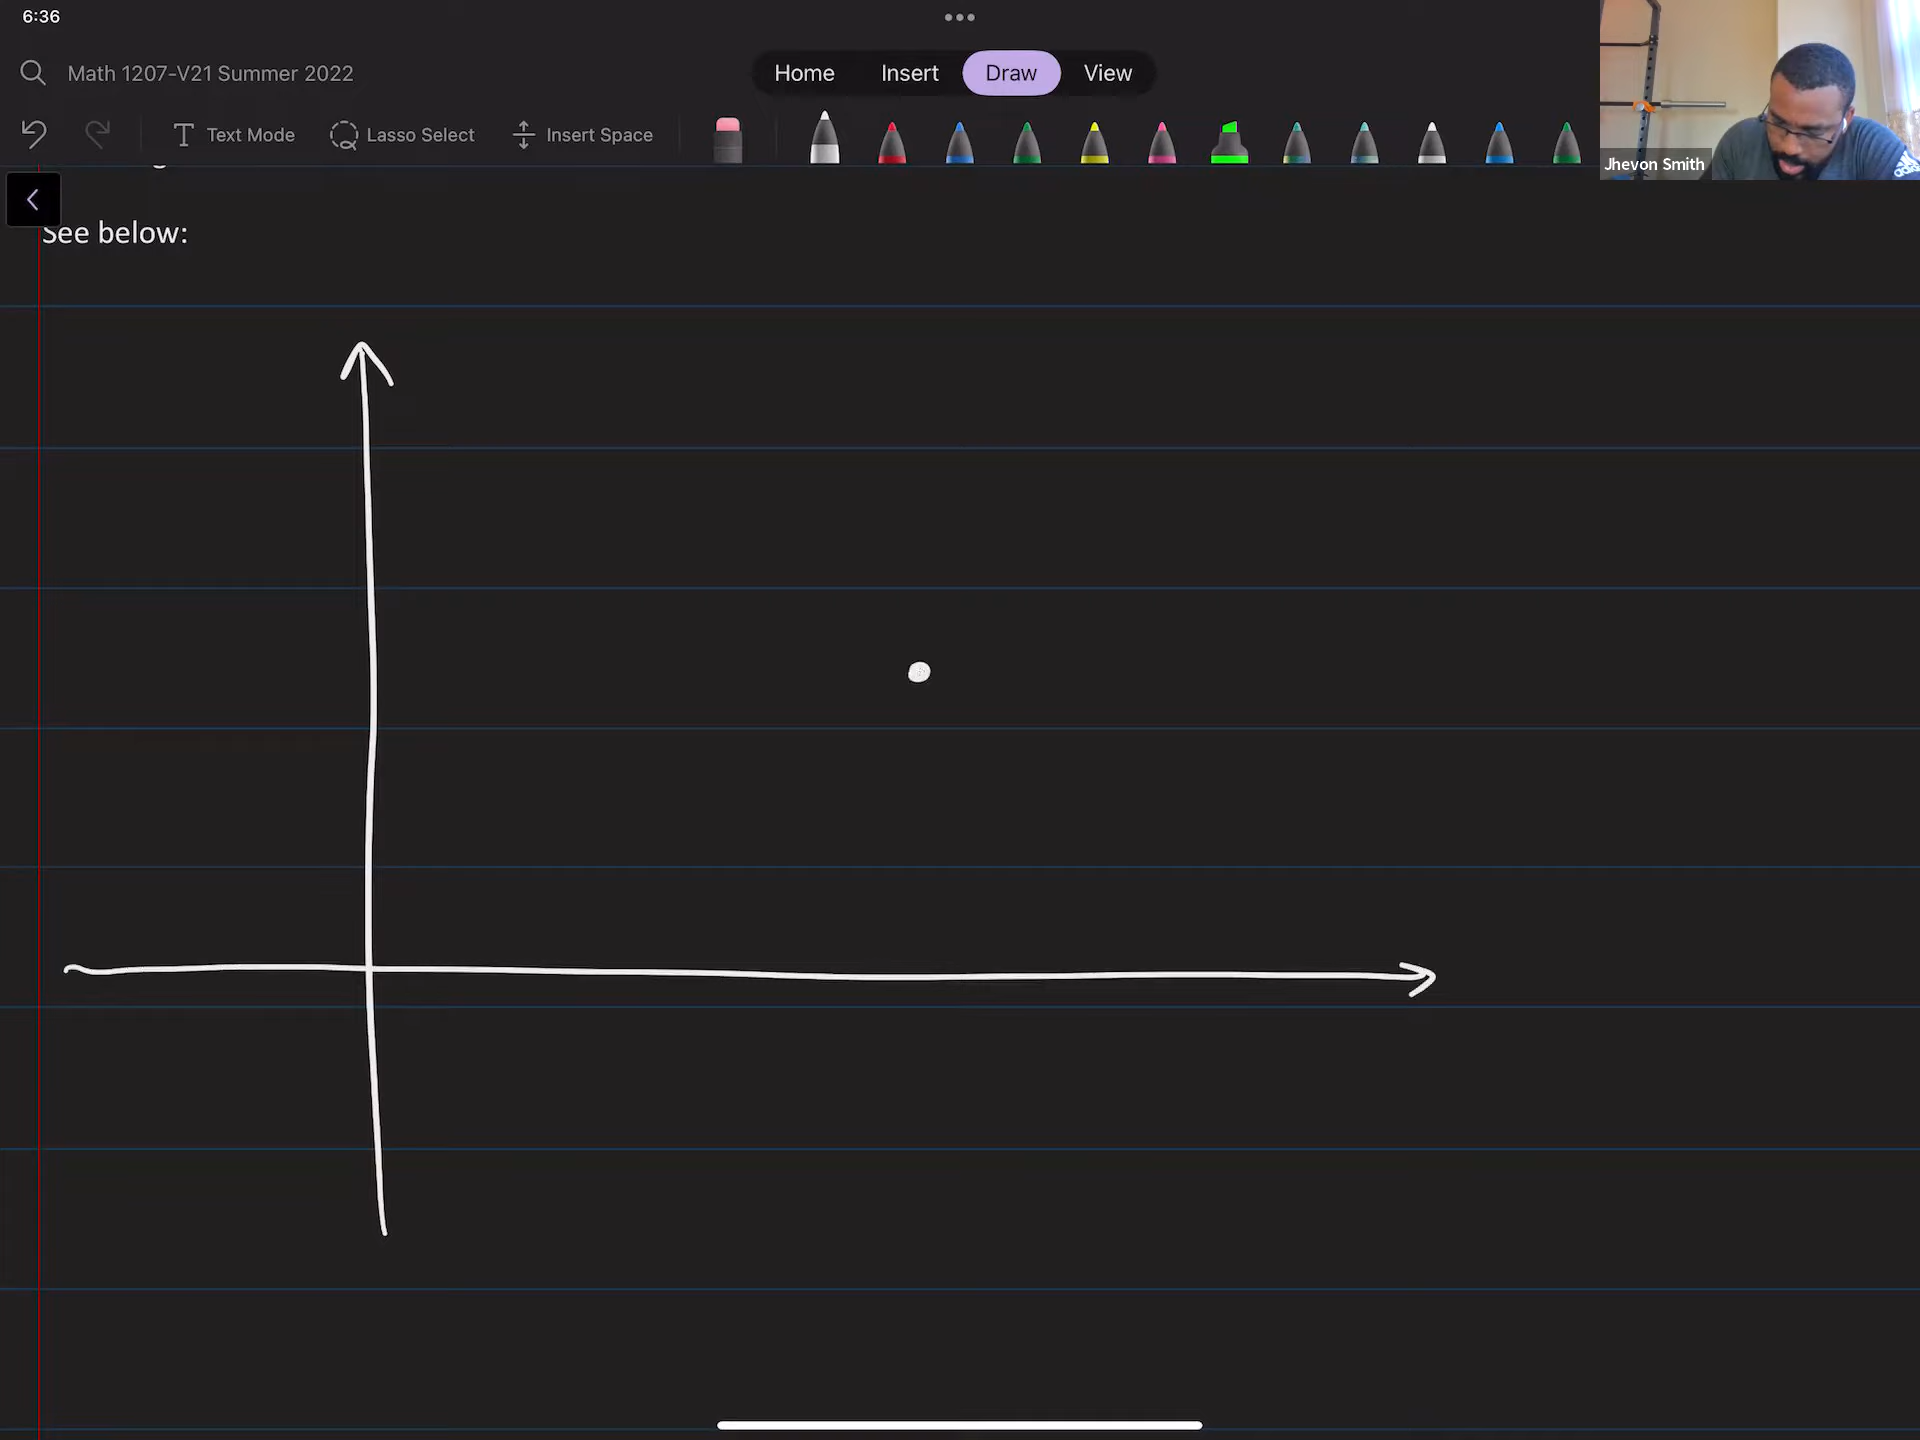 6:36
Math 1207-V21 Summer 2022
Home Insert Draw View
Text Mode Lasso Select Insert Space
Jhevon Smith
See below: